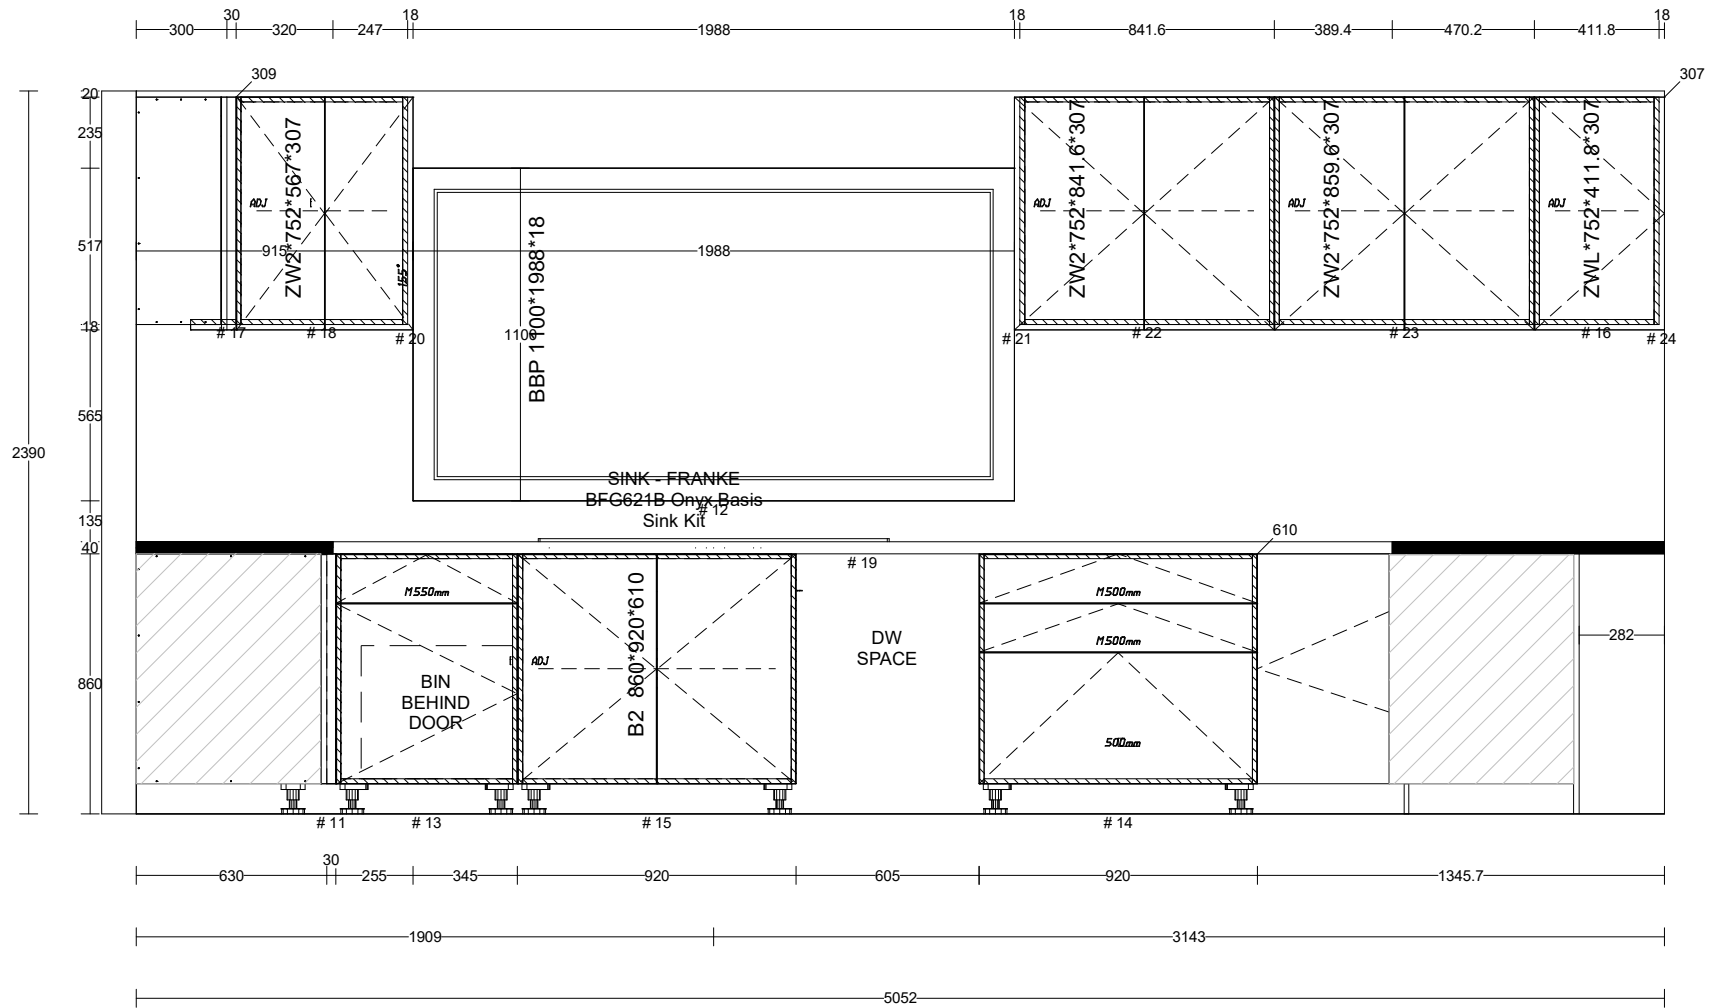 30 18 18 18
300 320 247 1988 841.6 389.4 470.2 411.8
309 307
20
235
517
18
565
135
40
860
2390
ZW2*752*567*307
ADJ
155°
# 17 # 18 # 20
915 1988
1100
BBP 1100*1988*18
ZW2*752*841.6*307
ADJ
ZW2*752*859.6*307
ADJ
ZWL*752*411.8*307
ADJ
# 21 # 22 # 23 # 16 # 24
SINK - FRANKE
BFG621B Onyx Basis
Sink Kit
# 12
610
# 19
M550mm
BIN
BEHIND
DOOR
ADJ
B2 860*920*610
DW
SPACE
M500mm
M500mm
500mm
282
# 11 # 13 # 15 # 14
30
630 255 345 920 605 920 1345.7
1909 3143
5052